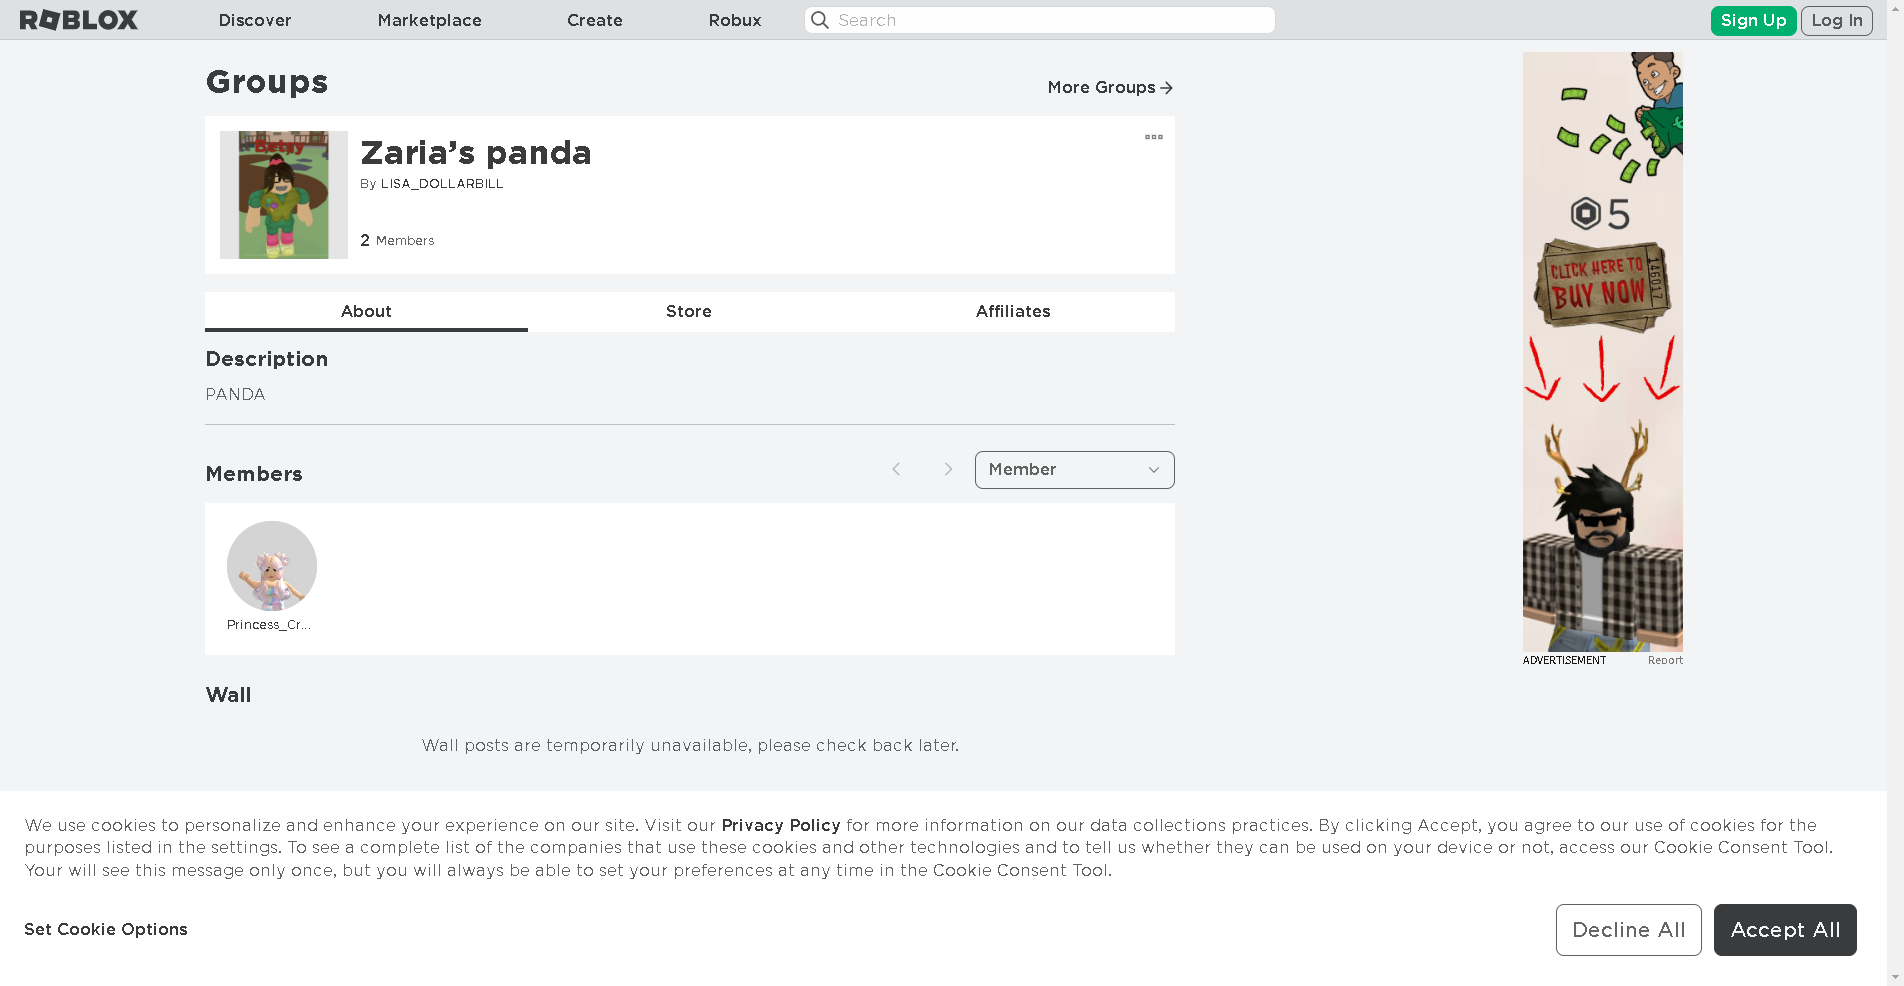 ROBLOX
Discover
Marketplace
Create
Robux
Search
Sign Up
Log In
Groups
More Groups
Betsy
Zaria's panda
By LISA_DOLLARBILL
2 Members
About
Store
Affiliates
Description
PANDA
Members
Member
Princess_Cr...
Wall
Wall posts are temporarily unavailable, please check back later.
5
CLICK HERE TO
BUY NOW
146017
ADVERTISEMENT
Report
We use cookies to personalize and enhance your experience on our site. Visit our Privacy Policy for more information on our data collections practices. By clicking Accept, you agree to our use of cookies for the
purposes listed in the settings. To see a complete list of the companies that use these cookies and other technologies and to tell us whether they can be used on your device or not, access our Cookie Consent Tool.
Your will see this message only once, but you will always be able to set your preferences at any time in the Cookie Consent Tool.
Set Cookie Options
Decline All
Accept All